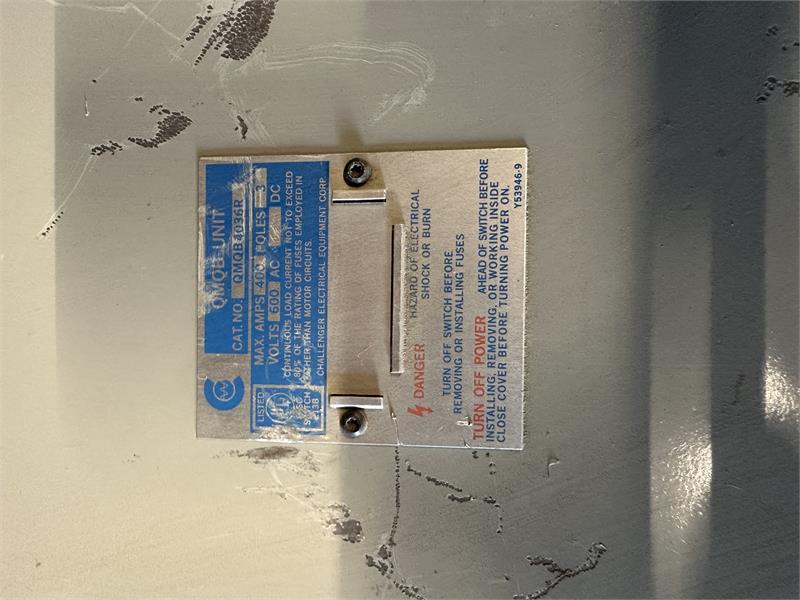 QMQB UNIT
CAT. NO. QMQB4036R
MAX. AMPS 400 POLES 3
VOLTS 600 AC DC
LISTED
UL
SWITCH
CONTINUOUS LOAD CURRENT NOT TO EXCEED
80% OF THE RATING OF FUSES EMPLOYED IN
OTHER THAN MOTOR CIRCUITS.
CHALLENGER ELECTRICAL EQUIPMENT CORP.
DANGER
HAZARD OF ELECTRICAL
SHOCK OR BURN
TURN OFF SWITCH BEFORE
REMOVING OR INSTALLING FUSES
TURN OFF POWER AHEAD OF SWITCH BEFORE
INSTALLING, REMOVING, OR WORKING INSIDE
CLOSE COVER BEFORE TURNING POWER ON.
Y53946-9